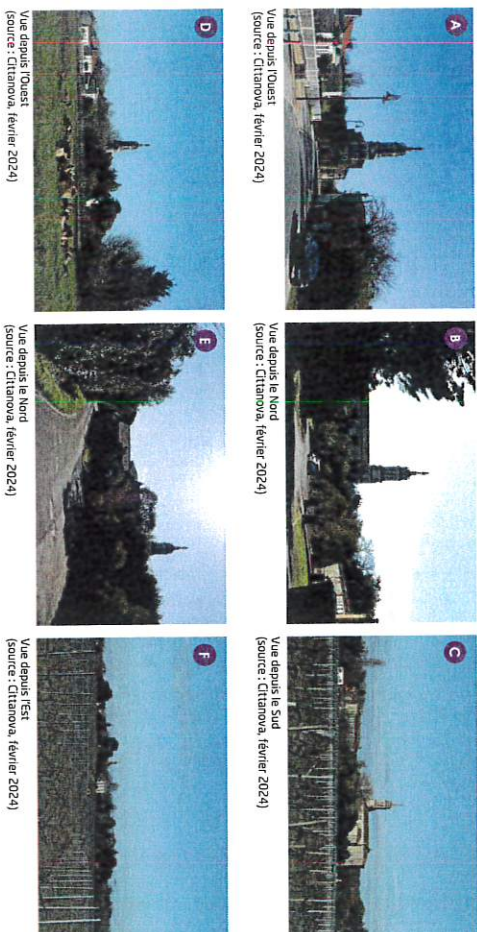 A
Vue depuis l'Ouest
(source : Cittanova, février 2024)
B
Vue depuis le Nord
(source : Cittanova, février 2024)
C
Vue depuis le Sud
(source : Cittanova, février 2024)
D
Vue depuis l'Ouest
(source : Cittanova, février 2024)
E
Vue depuis le Nord
(source : Cittanova, février 2024)
F
Vue depuis l'Est
(source : Cittanova, février 2024)